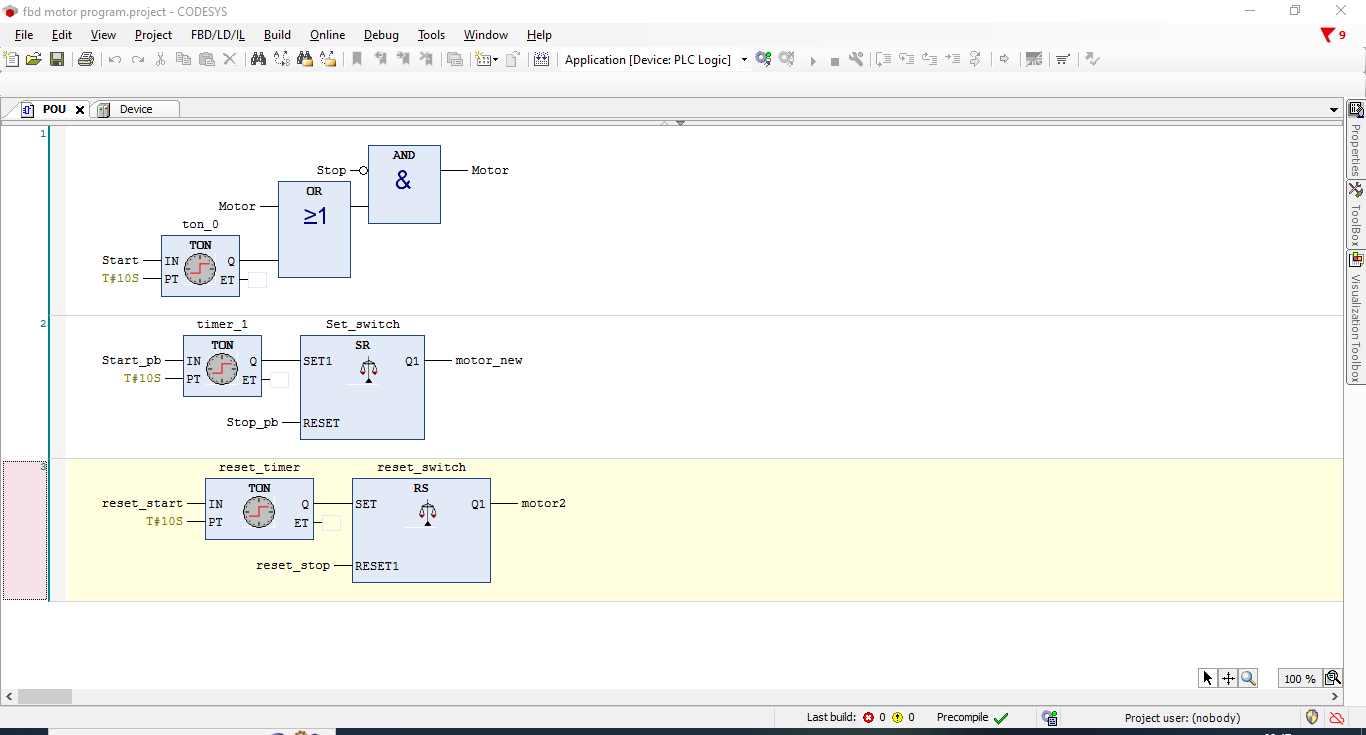 fbd motor program.project - CODESYS
File Edit View Project FBD/LD/IL Build Online Debug Tools Window Help
9
Application [Device: PLC Logic]
POU Device
1
AND
&
Stop
Motor
OR
≥1
Motor
ton_0
TON
Start IN Q
T#10S PT ET
2
timer_1 Set_switch
TON SR
Start_pb IN Q SET1 Q1 motor_new
T#10S PT ET
Stop_pb RESET
3
reset_timer reset_switch
TON RS
reset_start IN Q SET Q1 motor2
T#10S PT ET
reset_stop RESET1
Properties
ToolBox
Visualization Toolbox
100 %
Last build: 0 0 Precompile Project user: (nobody)